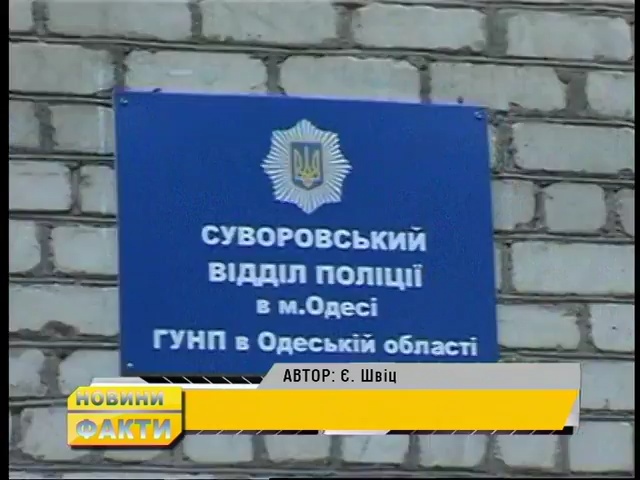 СУВОРОВСЬКИЙ
ВІДДІЛ ПОЛІЦІЇ
в м.Одесі
ГУНП в Одеській області
АВТОР: Є. Швіц
НОВИНИ
ФАКТИ